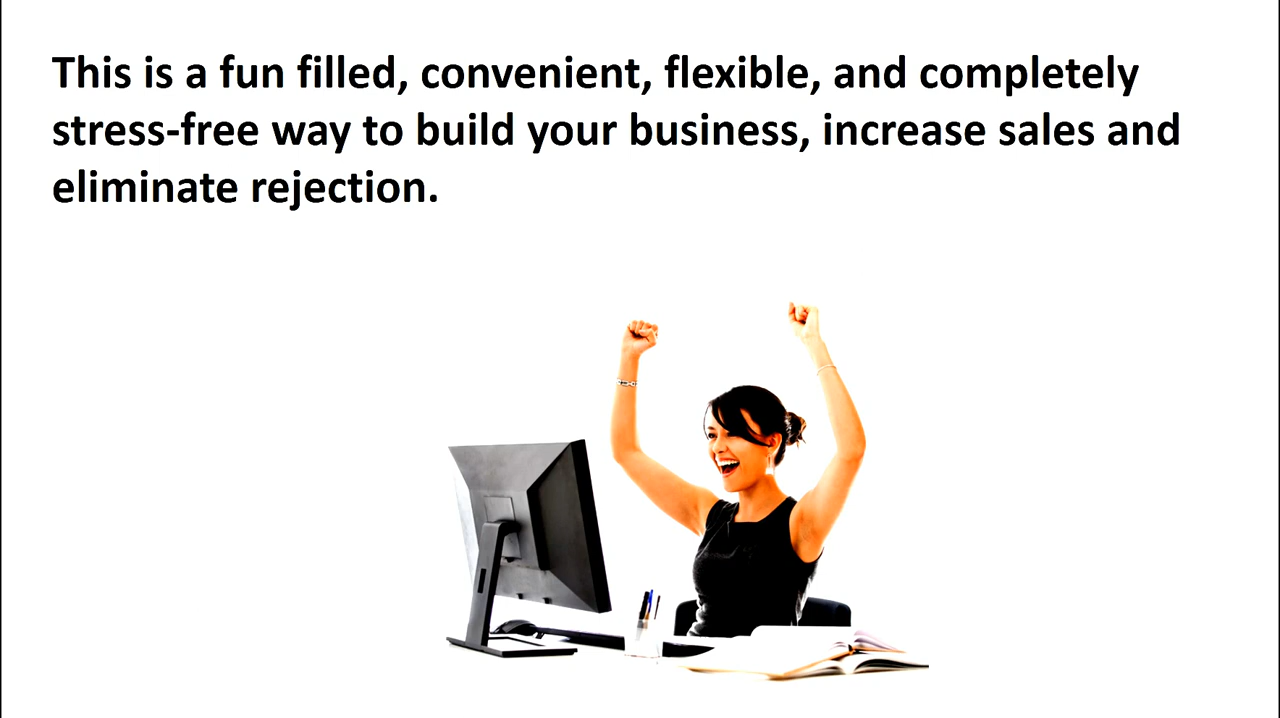 This is a fun filled, convenient, flexible, and completely
stress-free way to build your business, increase sales and
eliminate rejection.